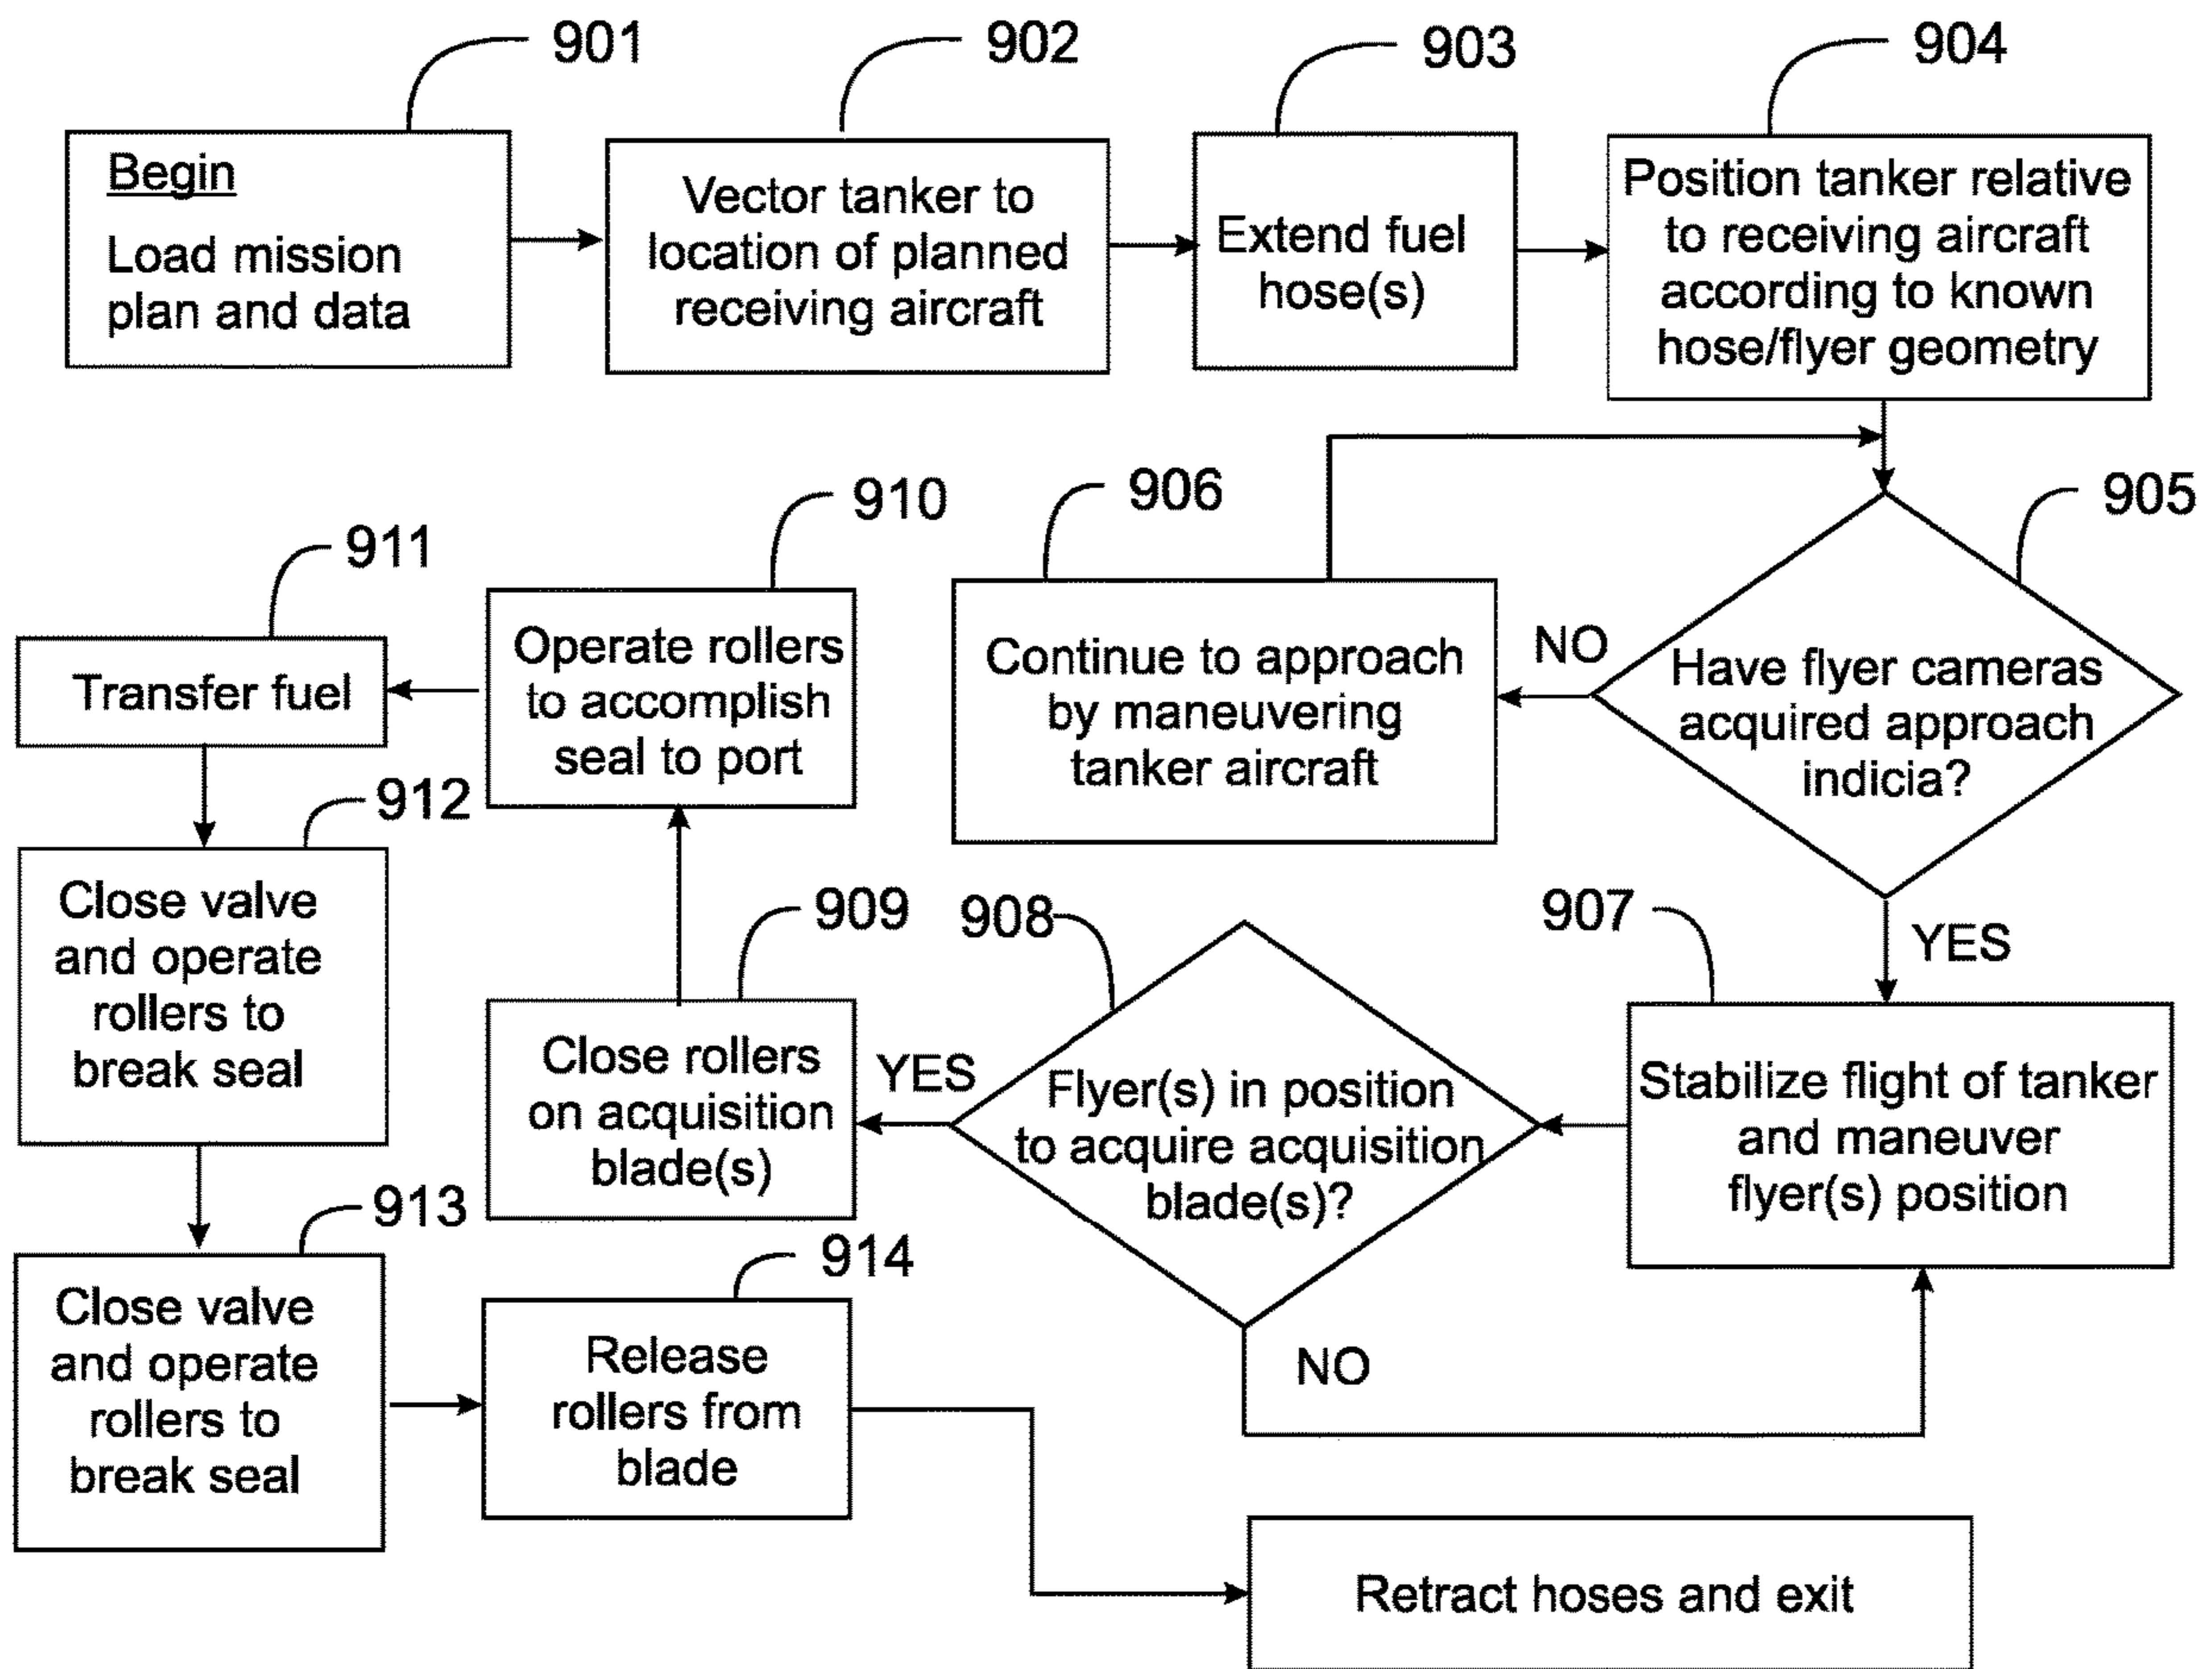 901
Begin
Load mission
plan and data
902
Vector tanker to
location of planned
receiving aircraft
903
Extend fuel
hose(s)
904
Position tanker relative
to receiving aircraft
according to known
hose/flyer geometry
905
Have flyer cameras
acquired approach
indicia?
NO
YES
906
Continue to approach
by maneuvering
tanker aircraft
907
Stabilize flight of tanker
and maneuver
flyer(s) position
908
Flyer(s) in position
to acquire acquisition
blade(s)?
YES
NO
909
Close rollers
on acquisition
blade(s)
910
Operate rollers
to accomplish
seal to port
911
Transfer fuel
912
Close valve
and operate
rollers to
break seal
913
Close valve
and operate
rollers to
break seal
914
Release
rollers from
blade
Retract hoses and exit